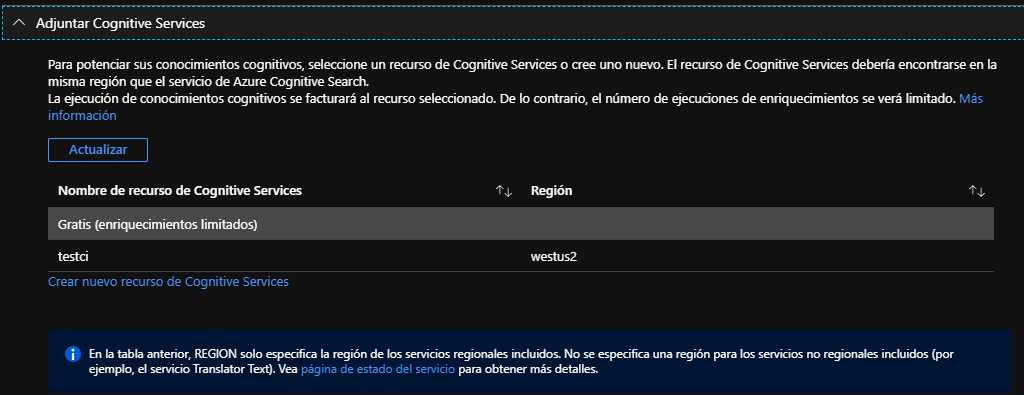 Adjuntar Cognitive Services
Para potenciar sus conocimientos cognitivos, seleccione un recurso de Cognitive Services o cree uno nuevo. El recurso de Cognitive Services debería encontrarse en la
misma región que el servicio de Azure Cognitive Search.
La ejecución de conocimientos cognitivos se facturará al recurso seleccionado. De lo contrario, el número de ejecuciones de enriquecimientos se verá limitado. Más
información
Actualizar
Nombre de recurso de Cognitive Services ↑↓ Región ↑↓
Gratis (enriquecimientos limitados)
testci westus2
Crear nuevo recurso de Cognitive Services
En la tabla anterior, REGION solo especifica la región de los servicios regionales incluidos. No se especifica una región para los servicios no regionales incluidos (por
ejemplo, el servicio Translator Text). Vea página de estado del servicio para obtener más detalles.